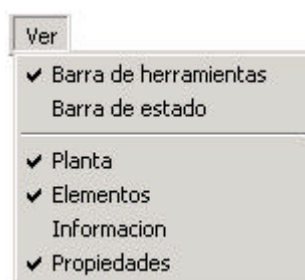 Ver
Barra de herramientas
Barra de estado
Planta
Elementos
Informacion
Propiedades